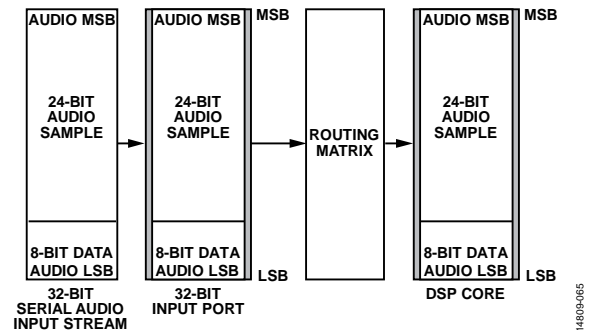 AUDIO MSB
24-BIT
AUDIO
SAMPLE
8-BIT DATA
AUDIO LSB
32-BIT
SERIAL AUDIO
INPUT STREAM
AUDIO MSB
MSB
24-BIT
AUDIO
SAMPLE
8-BIT DATA
AUDIO LSB
LSB
32-BIT
INPUT PORT
ROUTING
MATRIX
AUDIO MSB
MSB
24-BIT
AUDIO
SAMPLE
8-BIT DATA
AUDIO LSB
LSB
DSP CORE
14809-065